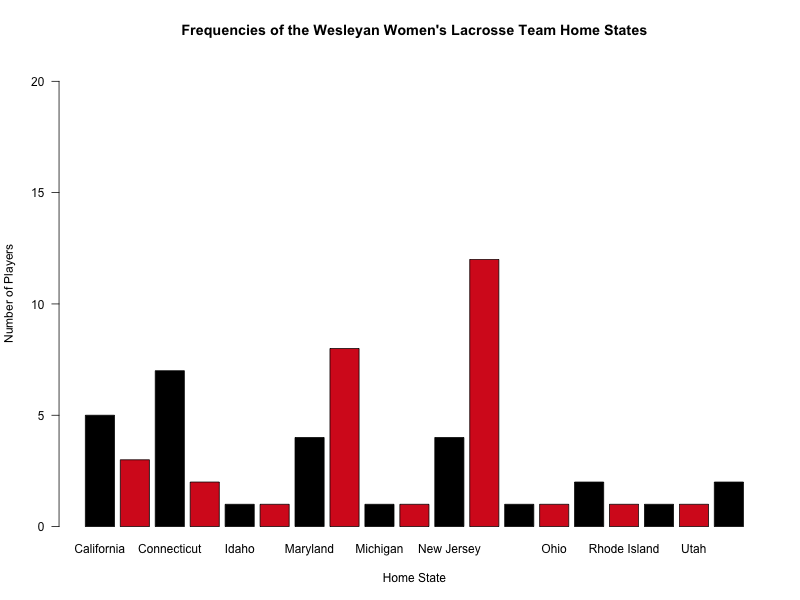 Frequencies of the Wesleyan Women's Lacrosse Team Home States
Number of Players
20
15
10
5
0
California Connecticut Idaho Maryland Michigan New Jersey Ohio Rhode Island Utah
Home State